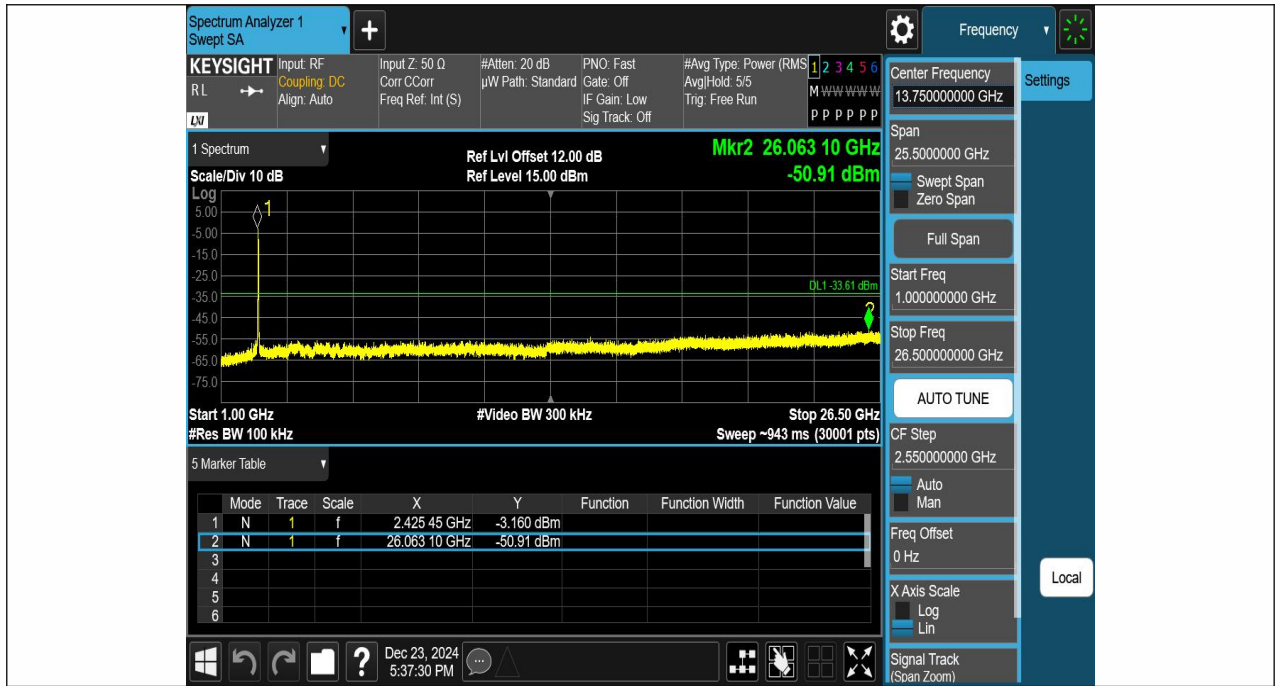 Spectrum Analyzer 1
Swept SA
+
Frequency
KEYSIGHT
R L
LXI
Input: RF
Coupling: DC
Align: Auto
Input Z: 50 Ω
Corr CCorr
Freq Ref: Int (S)
#Atten: 20 dB
µW Path: Standard
PNO: Fast
Gate: Off
IF Gain: Low
Sig Track: Off
#Avg Type: Power (RMS
Avg|Hold: 5/5
Trig: Free Run
1 2 3 4 5 6
M W W W W W
P P P P P P
1 Spectrum
Scale/Div 10 dB
Ref Lvl Offset 12.00 dB
Ref Level 15.00 dBm
Mkr2 26.063 10 GHz
-50.91 dBm
Log
5.00
-5.00
-15.0
-25.0
-35.0
-45.0
-55.0
-65.0
-75.0
1
DL1 -33.61 dBm
2
Start 1.00 GHz
#Video BW 300 kHz
Stop 26.50 GHz
#Res BW 100 kHz
Sweep ~943 ms (30001 pts)
5 Marker Table
Mode Trace Scale X Y Function Function Width Function Value
1 N 1 f 2.425 45 GHz -3.160 dBm
2 N 1 f 26.063 10 GHz -50.91 dBm
3
4
5
6
Center Frequency
13.750000000 GHz
Settings
Span
25.5000000 GHz
Swept Span
Zero Span
Full Span
Start Freq
1.000000000 GHz
Stop Freq
26.500000000 GHz
AUTO TUNE
CF Step
2.550000000 GHz
Auto
Man
Freq Offset
0 Hz
X Axis Scale
Log
Lin
Signal Track
(Span Zoom)
Local
?
Dec 23, 2024
5:37:30 PM